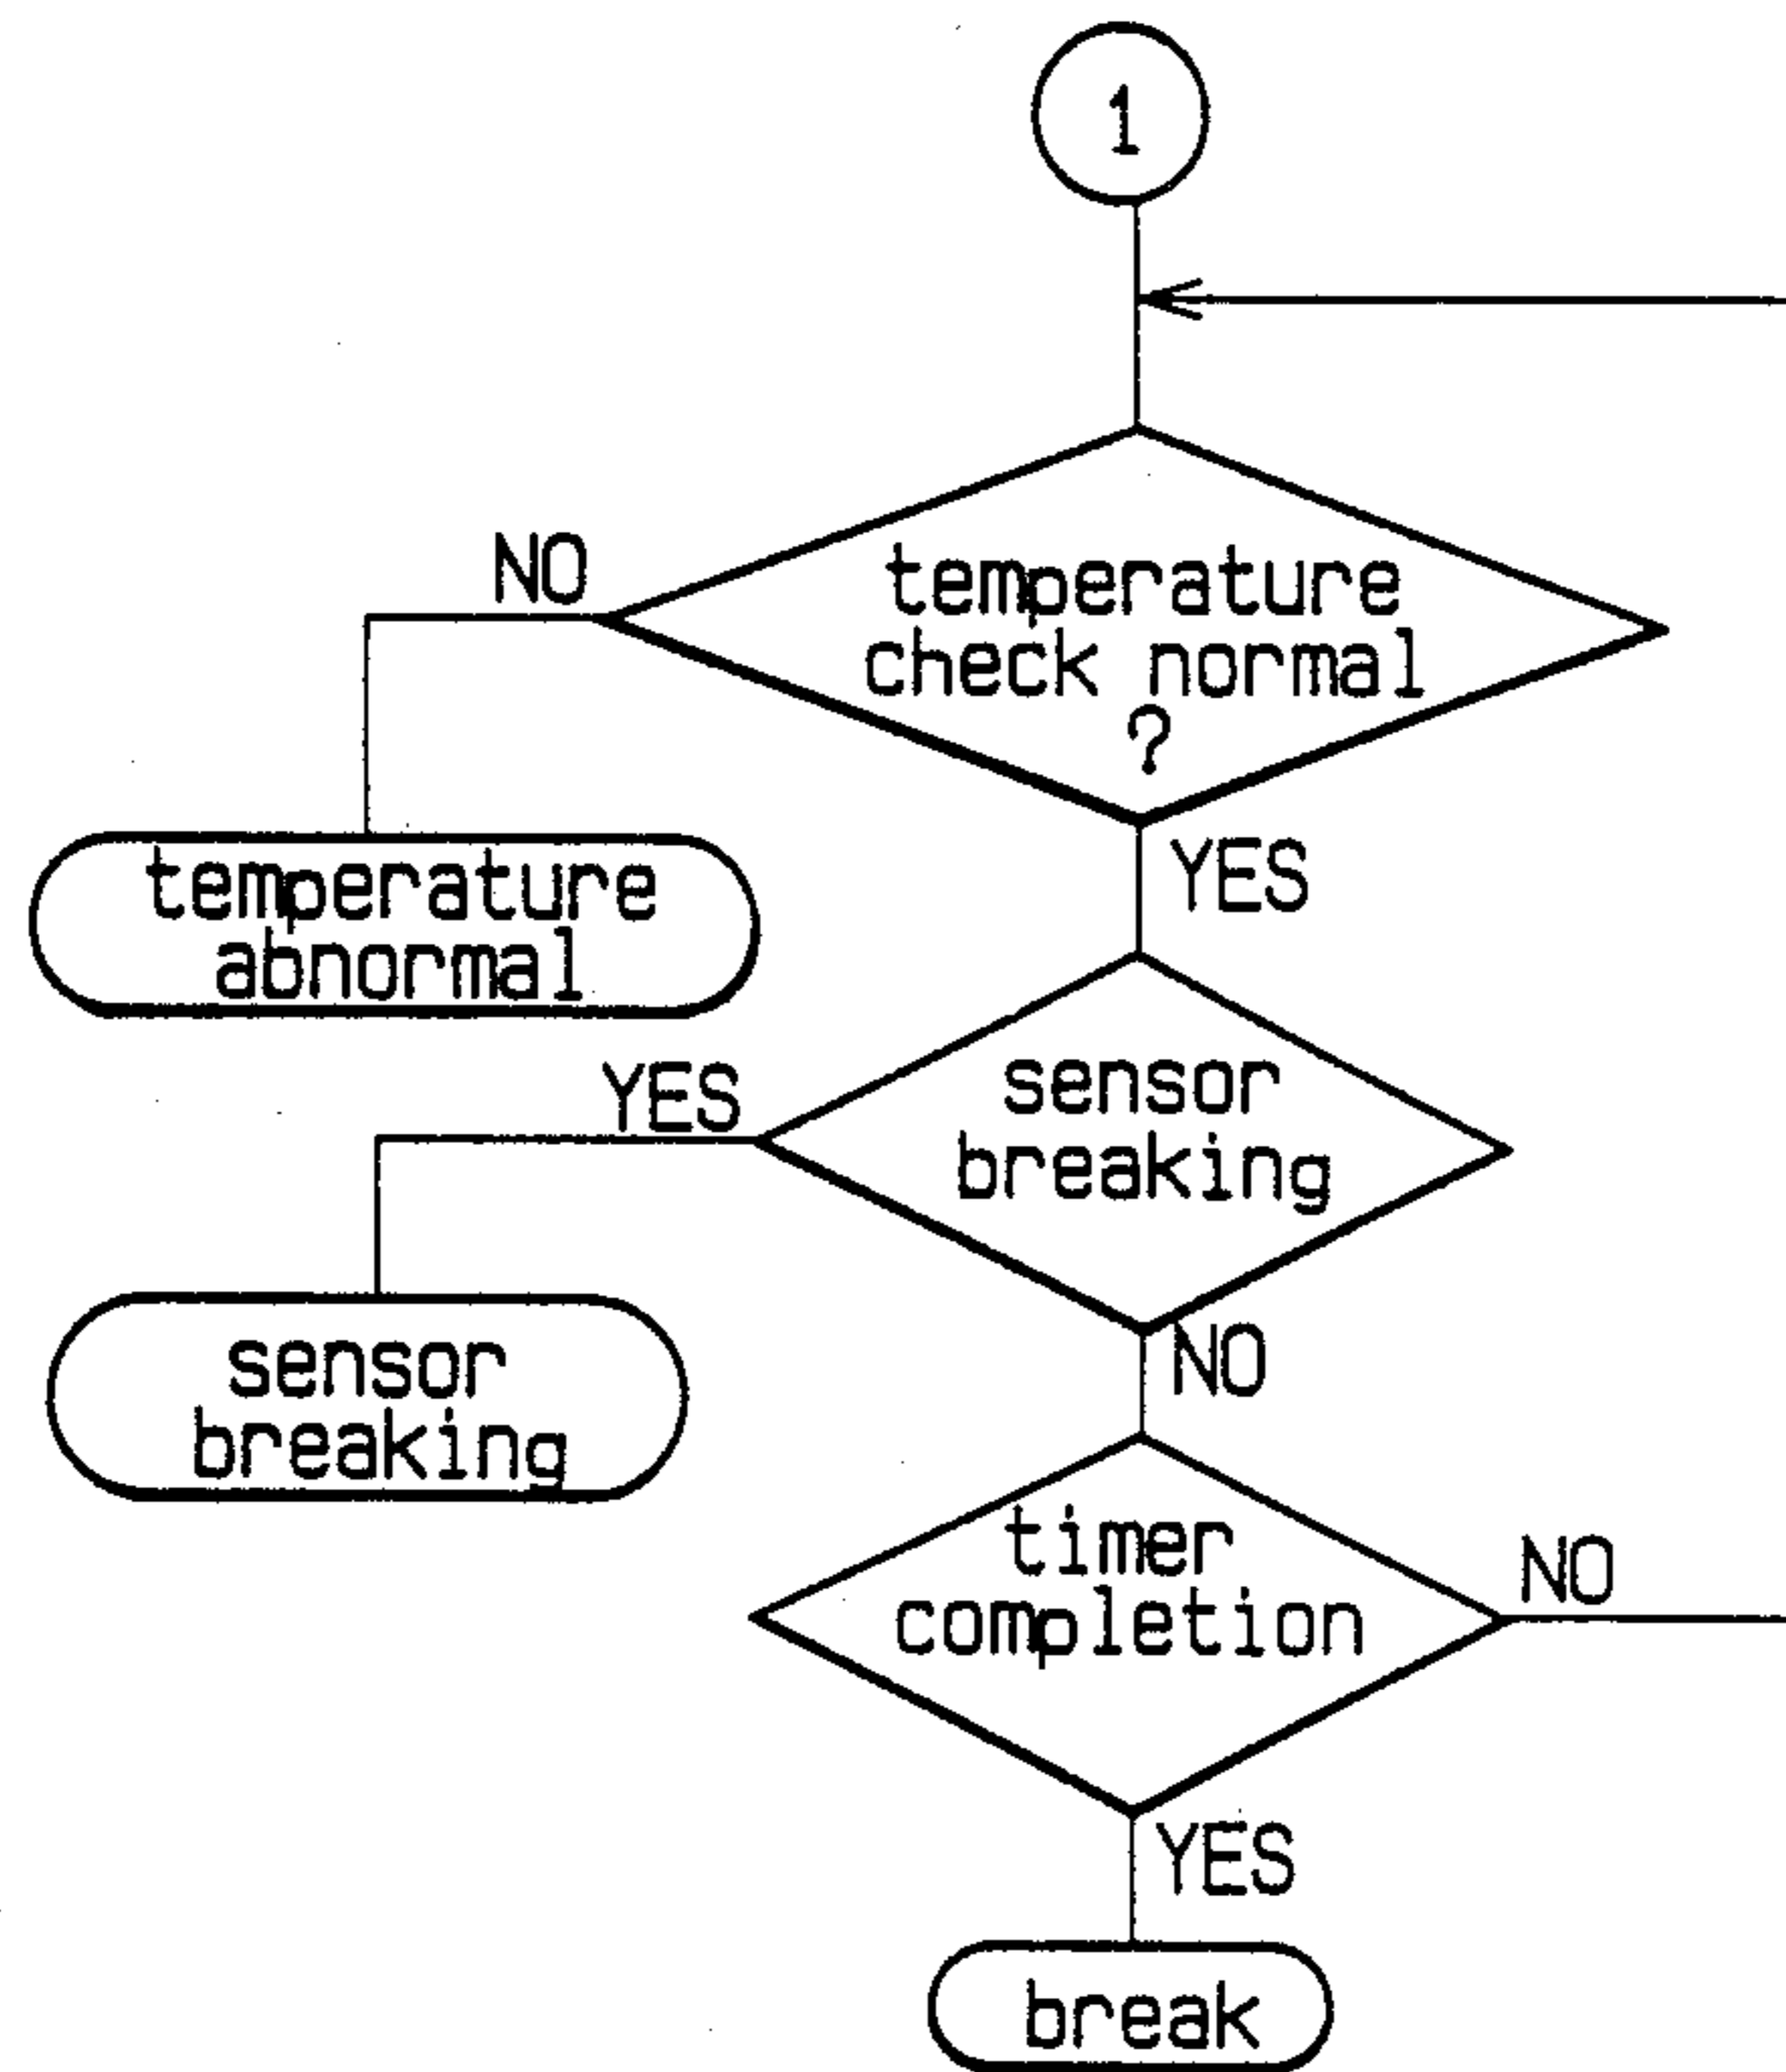 1
NO
temperature
check normal
?
YES
temperature
abnormal
YES
sensor
breaking
NO
sensor
breaking
timer
completion
NO
YES
break